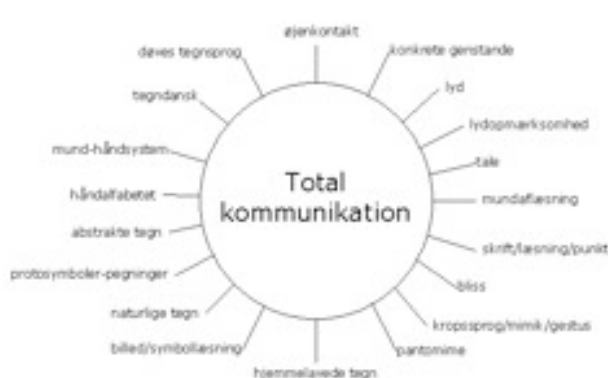 øjenkontakt
konkrete genstande
lyd
lydopmærksomhed
tale
mundaflæsning
skrift/læsning/punkt
bliss
kropssprog/mimik/gestus
pantomime
hjemmelavede tegn
billed/symbollæsning
naturlige tegn
protosymboler-pegninger
abstrakte tegn
håndalfabetet
mund-håndsystem
tegndansk
døves tegnsprog
Total
kommunikation